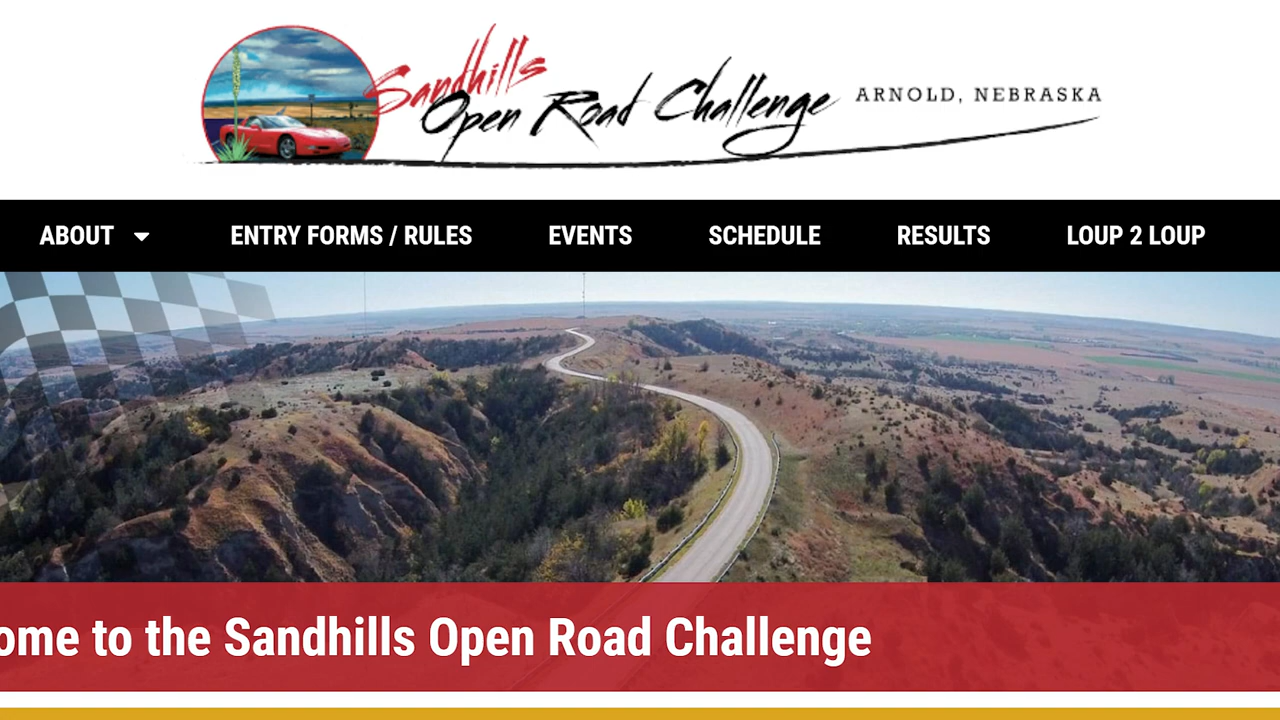 Sandhills
Open Road Challenge
ARNOLD, NEBRASKA
ABOUT ENTRY FORMS / RULES EVENTS SCHEDULE RESULTS LOUP 2 LOUP
ome to the Sandhills Open Road Challenge